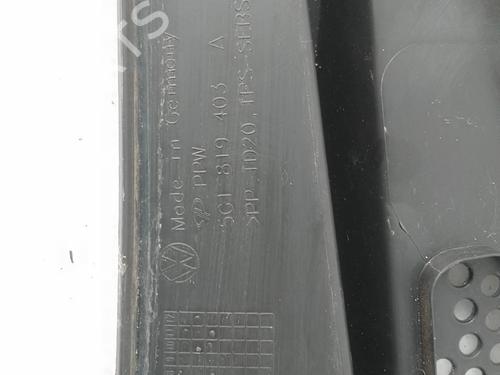 Made in Germany
PPW
5G1 819 403 A
>PP-TD20,TPS-SEBS